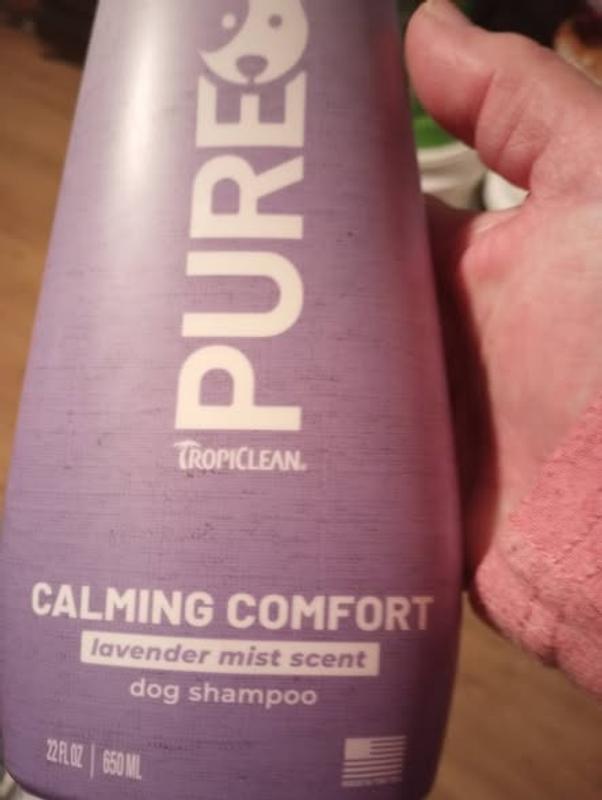 PURE
TROPICLEAN.
CALMING COMFORT
lavender mist scent
dog shampoo
22 FL OZ | 650 ML